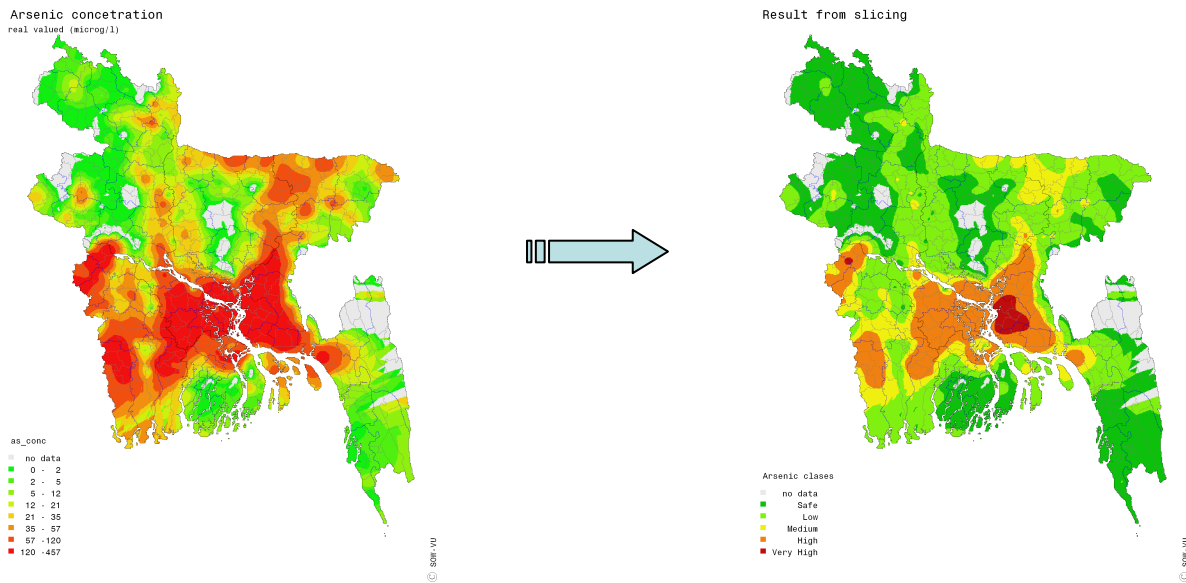 Arsenic concetration
real valued (microg/l)
as_conc
no data
0 - 2
2 - 5
5 - 12
12 - 21
21 - 35
35 - 57
57 -120
120 -457
© SOW-VU
Result from slicing
Arsenic clases
no data
Safe
Low
Medium
High
Very High
© SOW-VU